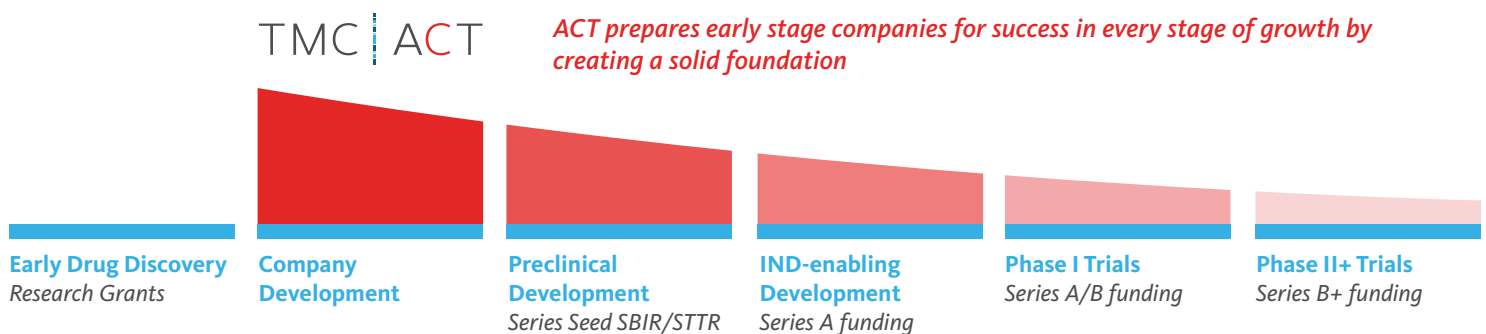 TMC ACT
ACT prepares early stage companies for success in every stage of growth by
creating a solid foundation
Early Drug Discovery
Research Grants
Company
Development
Preclinical
Development
Series Seed SBIR/STTR
IND-enabling
Development
Series A funding
Phase I Trials
Series A/B funding
Phase II+ Trials
Series B+ funding